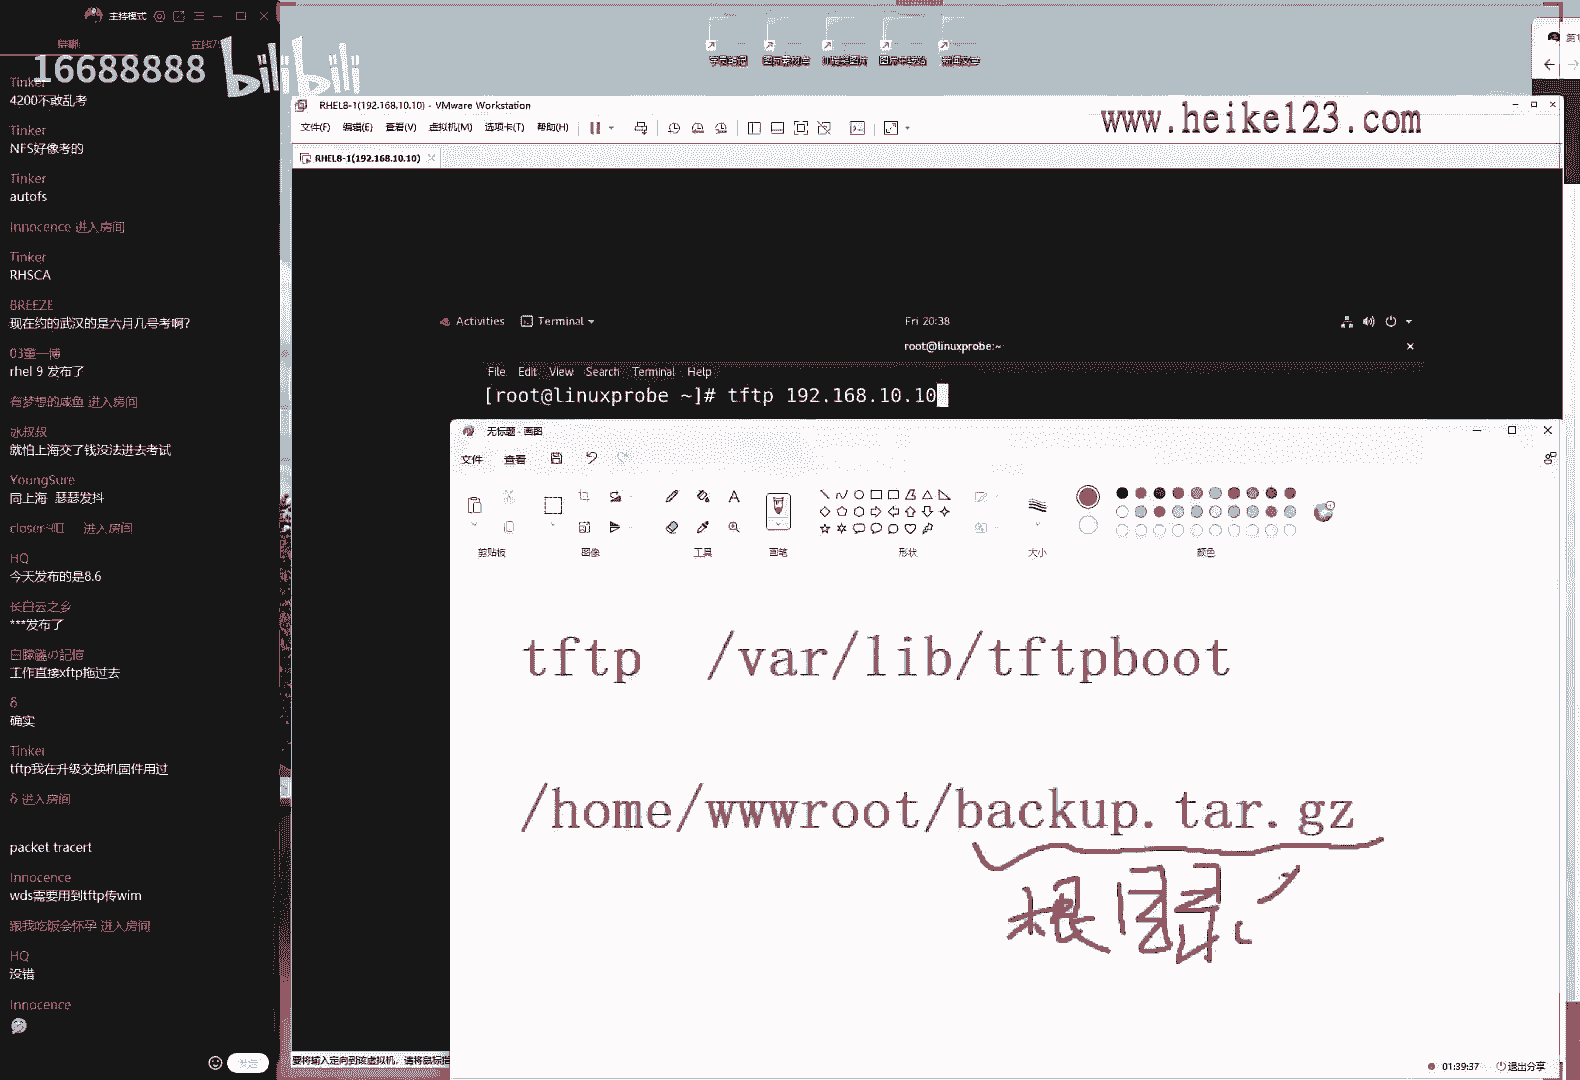 主持模式
16688888
bilibili
Tinker
4200不敢乱考
Tinker
NFS好像考的
Tinker
autofs
Innocence 进入房间
Tinker
RHSCA
BREEZE
现在约的武汉的是六月几号考啊?
03董一博
rhel 9 发布了
有梦想的咸鱼 进入房间
冰叔叔
就怕上海交了钱没法进去考试
YoungSure
同上海 瑟瑟发抖
进入房间
HQ
今天发布的是8.6
长白云之乡
***发布了
工作直接xftp拖过去
δ
确实
Tinker
tftp我在升级交换机固件用过
δ 进入房间
packet tracert
Innocence
wds需要用到tftp传wim
跟我吃饭会怀孕 进入房间
HQ
没错
Innocence
RHEL8-1(192.168.10.10) - VMware Workstation
www.heike123.com
文件(F) 编辑(E) 查看(V) 虚拟机(M) 选项卡(T) 帮助(H)
RHEL8-1(192.168.10.10)
Activities Terminal Fri 20:38
root@linuxprobe:~
File Edit View Search Terminal Help
[root@linuxprobe ~]# tftp 192.168.10.10
无标题 - 画图
文件 查看
剪贴板 图像 工具 画笔 形状 大小 颜色
tftp /var/lib/tftpboot
/home/wwwroot/backup.tar.gz
要将输入定向到该虚拟机,请将鼠标指
01:39:37 退出分享